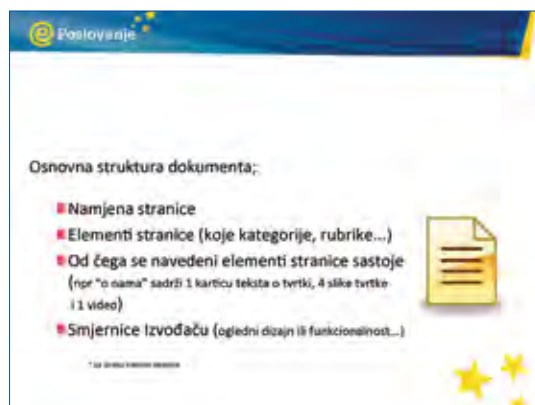 e Poslovanje
Osnovna struktura dokumenta;
Namjena stranice
Elementi stranice (koje kategorije, rubrike...)
Od čega se navedeni elementi stranice sastoje
(npr "o nama" sadrži 1 karticu teksta o tvrtki, 4 slike tvrtke
i 1 video)
Smjernice Izvođaču (ogledni dizajn ili funkcionalnost...)